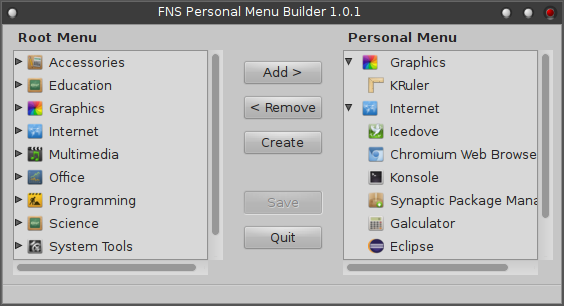 FNS Personal Menu Builder 1.0.1
Root Menu
Accessories
Education
Graphics
Internet
Multimedia
Office
Programming
Science
System Tools
Add >
< Remove
Create
Save
Quit
Personal Menu
Graphics
KRuler
Internet
Icedove
Chromium Web Browse
Konsole
Synaptic Package Mana
Galculator
Eclipse